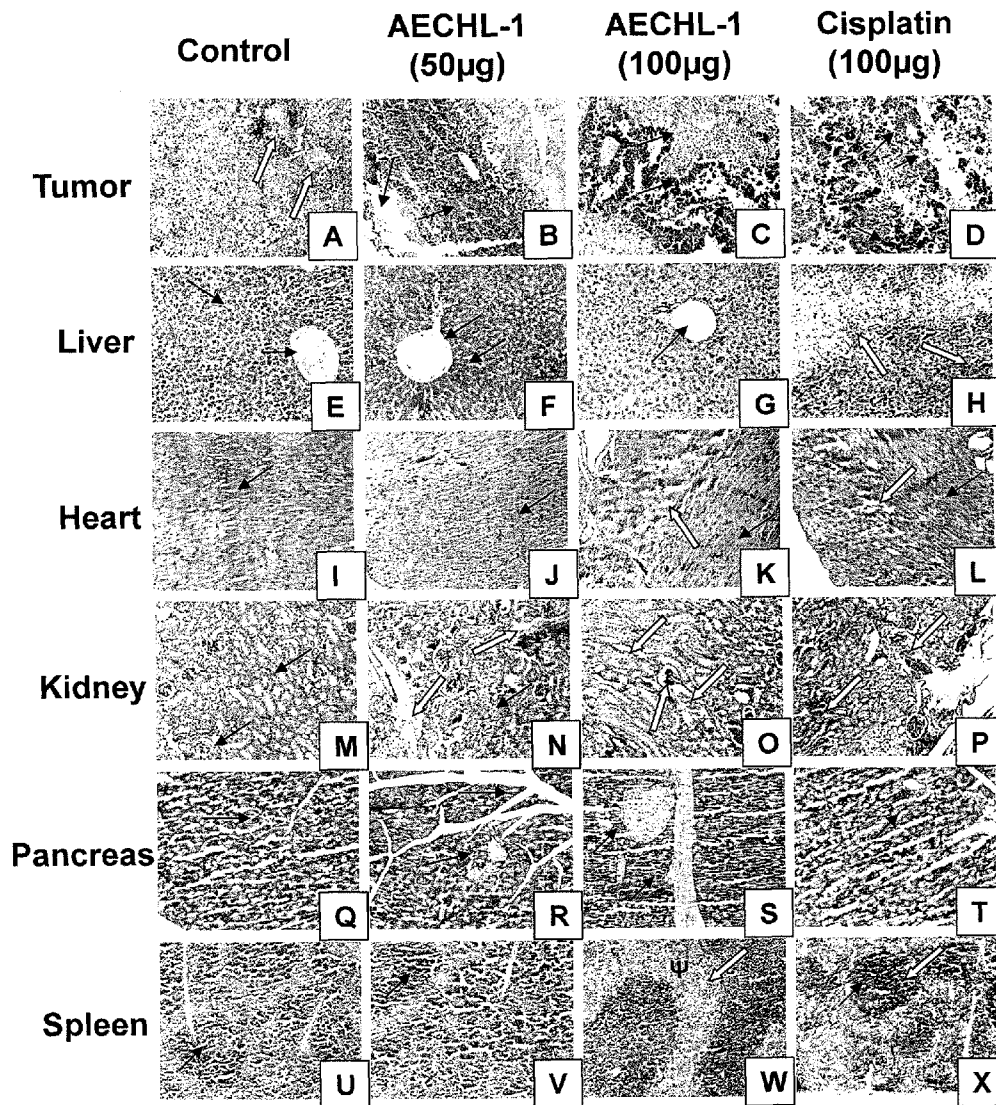 Control
AECHL-1
(50µg)
AECHL-1
(100µg)
Cisplatin
(100µg)
Tumor
A
B
C
D
Liver
E
F
G
H
Heart
I
J
K
L
Kidney
M
N
O
P
Pancreas
Q
R
S
T
Spleen
ψ
U
V
W
X